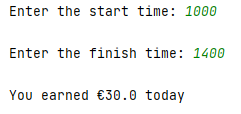 Enter the start time: 1000
Enter the finish time: 1400
You earned €30.0 today